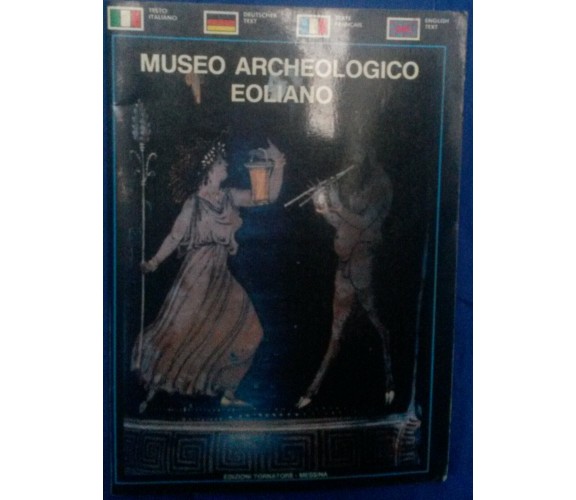 TESTO
ITALIANO
DEUTSCHER
TEXT
TEXTE
FRANÇAIS
ENGLISH
TEXT
MUSEO ARCHEOLOGICO
EOLIANO
EDIZIONI TORNATORE - MESSINA